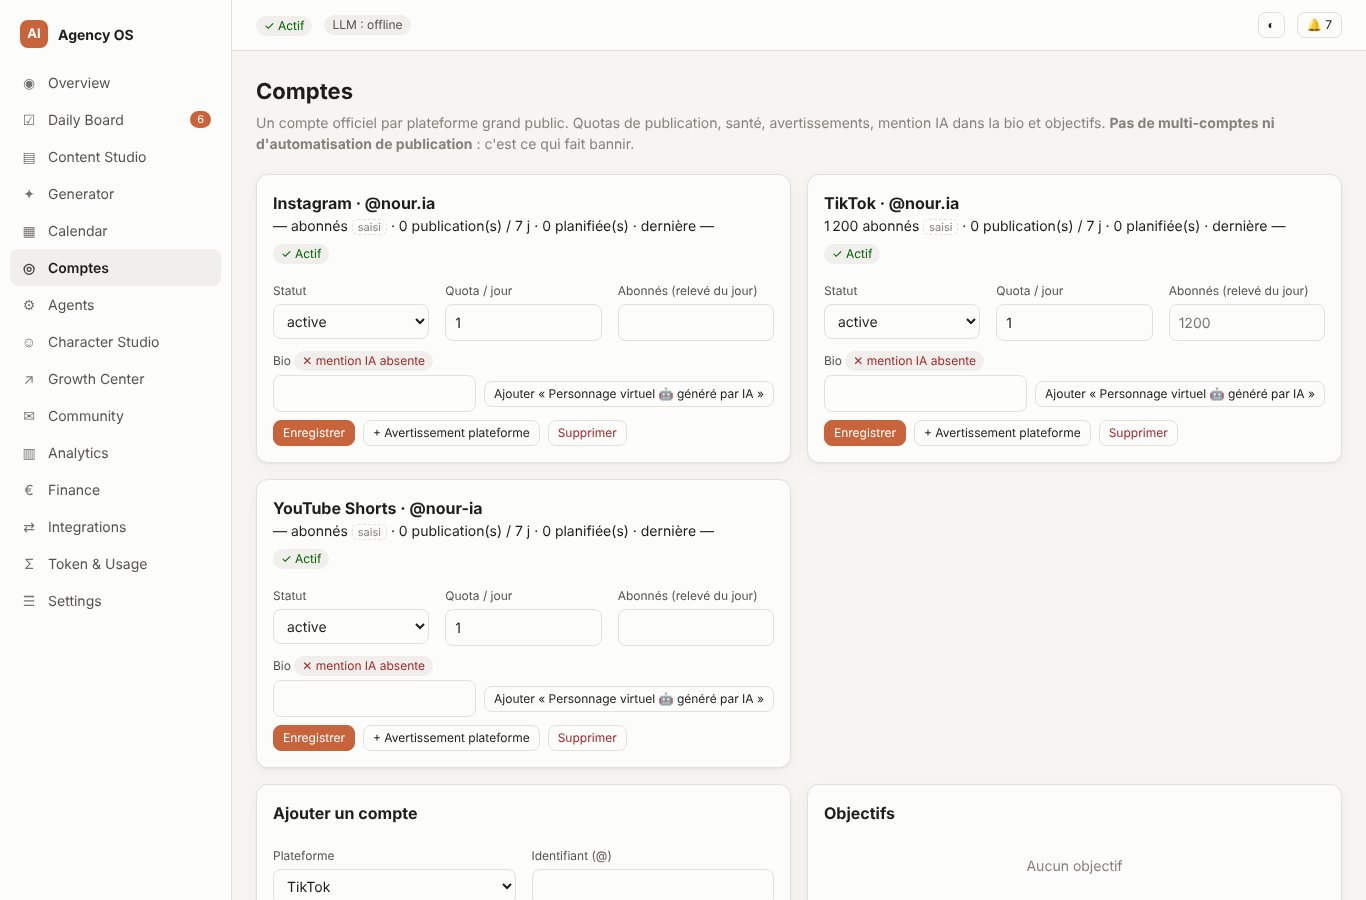 AI Agency OS
Overview
Daily Board 6
Content Studio
Generator
Calendar
Comptes
Agents
Character Studio
Growth Center
Community
Analytics
€ Finance
Integrations
Σ Token & Usage
Settings
✓ Actif LLM : offline
🔔 7
Comptes
Un compte officiel par plateforme grand public. Quotas de publication, santé, avertissements, mention IA dans la bio et objectifs. Pas de multi-comptes ni
d'automatisation de publication : c'est ce qui fait bannir.
Instagram · @nour.ia
— abonnés saisi · 0 publication(s) / 7 j · 0 planifiée(s) · dernière —
✓ Actif
Statut Quota / jour Abonnés (relevé du jour)
active 1
Bio ✕ mention IA absente
Ajouter « Personnage virtuel 🤖 généré par IA »
Enregistrer + Avertissement plateforme Supprimer
TikTok · @nour.ia
1 200 abonnés saisi · 0 publication(s) / 7 j · 0 planifiée(s) · dernière —
✓ Actif
Statut Quota / jour Abonnés (relevé du jour)
active 1 1200
Bio ✕ mention IA absente
Ajouter « Personnage virtuel 🤖 généré par IA »
Enregistrer + Avertissement plateforme Supprimer
YouTube Shorts · @nour-ia
— abonnés saisi · 0 publication(s) / 7 j · 0 planifiée(s) · dernière —
✓ Actif
Statut Quota / jour Abonnés (relevé du jour)
active 1
Bio ✕ mention IA absente
Ajouter « Personnage virtuel 🤖 généré par IA »
Enregistrer + Avertissement plateforme Supprimer
Ajouter un compte
Plateforme Identifiant (@)
TikTok
Objectifs
Aucun objectif